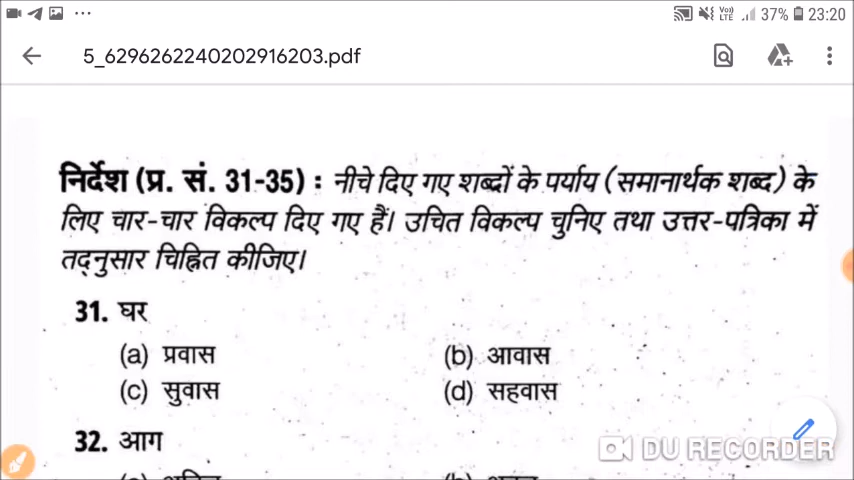 37% 23:20
5_6296262240202916203.pdf
निर्देश (प्र. सं. 31-35) : नीचे दिए गए शब्दों के पर्याय (समानार्थक शब्द) के
लिए चार-चार विकल्प दिए गए हैं। उचित विकल्प चुनिए तथा उत्तर-पत्रिका में
तद्नुसार चिह्नित कीजिए।
31. घर
(a) प्रवास (b) आवास
(c) सुवास (d) सहवास
32. आग
DU RECORDER